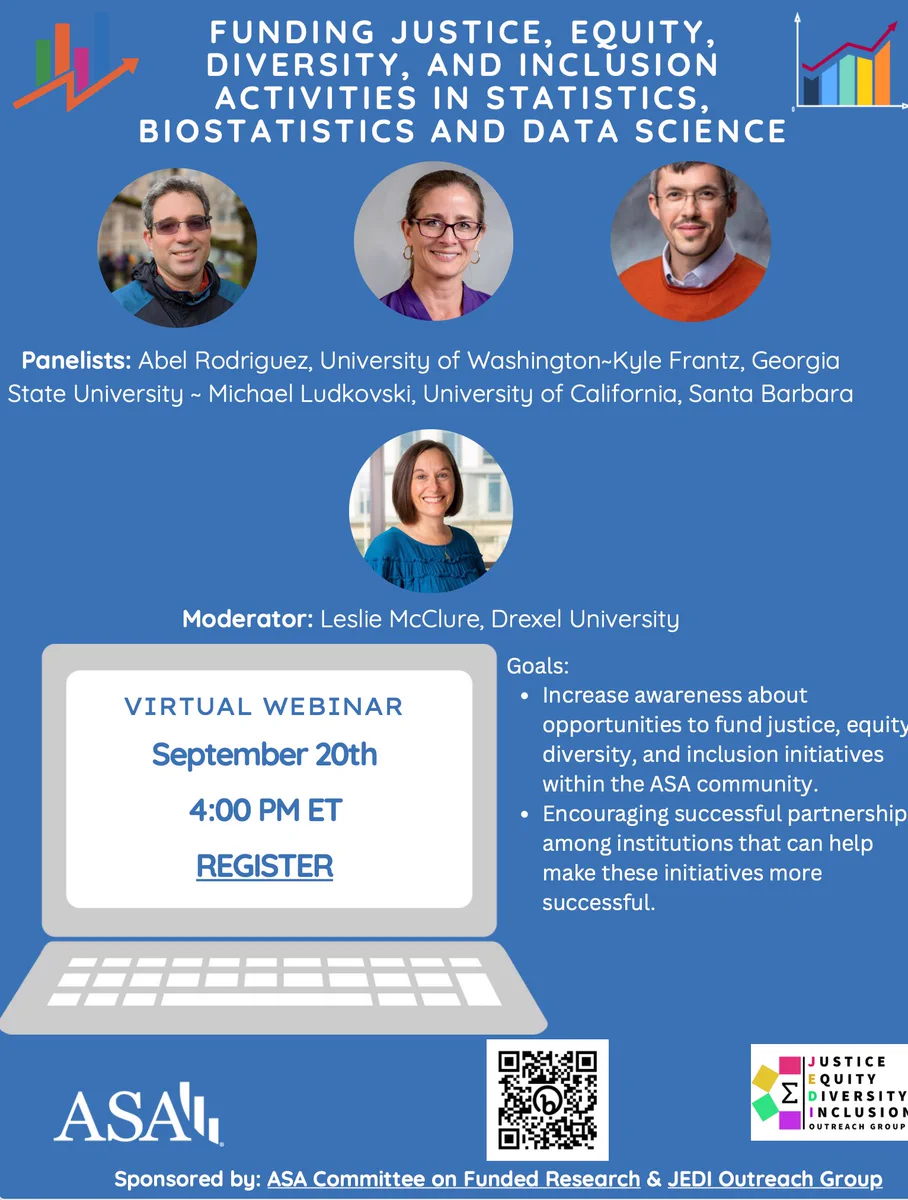 FUNDING JUSTICE, EQUITY,
DIVERSITY, AND INCLUSION
ACTIVITIES IN STATISTICS,
BIOSTATISTICS AND DATA SCIENCE
Panelists: Abel Rodriguez, University of Washington~Kyle Frantz, Georgia
State University ~ Michael Ludkovski, University of California, Santa Barbara
Moderator: Leslie McClure, Drexel University
VIRTUAL WEBINAR
September 20th
4:00 PM ET
REGISTER
Goals:
• Increase awareness about
opportunities to fund justice, equity
diversity, and inclusion initiatives
within the ASA community.
• Encouraging successful partnership
among institutions that can help
make these initiatives more
successful.
ASA
Σ
JUSTICE
EQUITY
DIVERSITY
INCLUSION
OUTREACH GROUP
Sponsored by: ASA Committee on Funded Research & JEDI Outreach Group